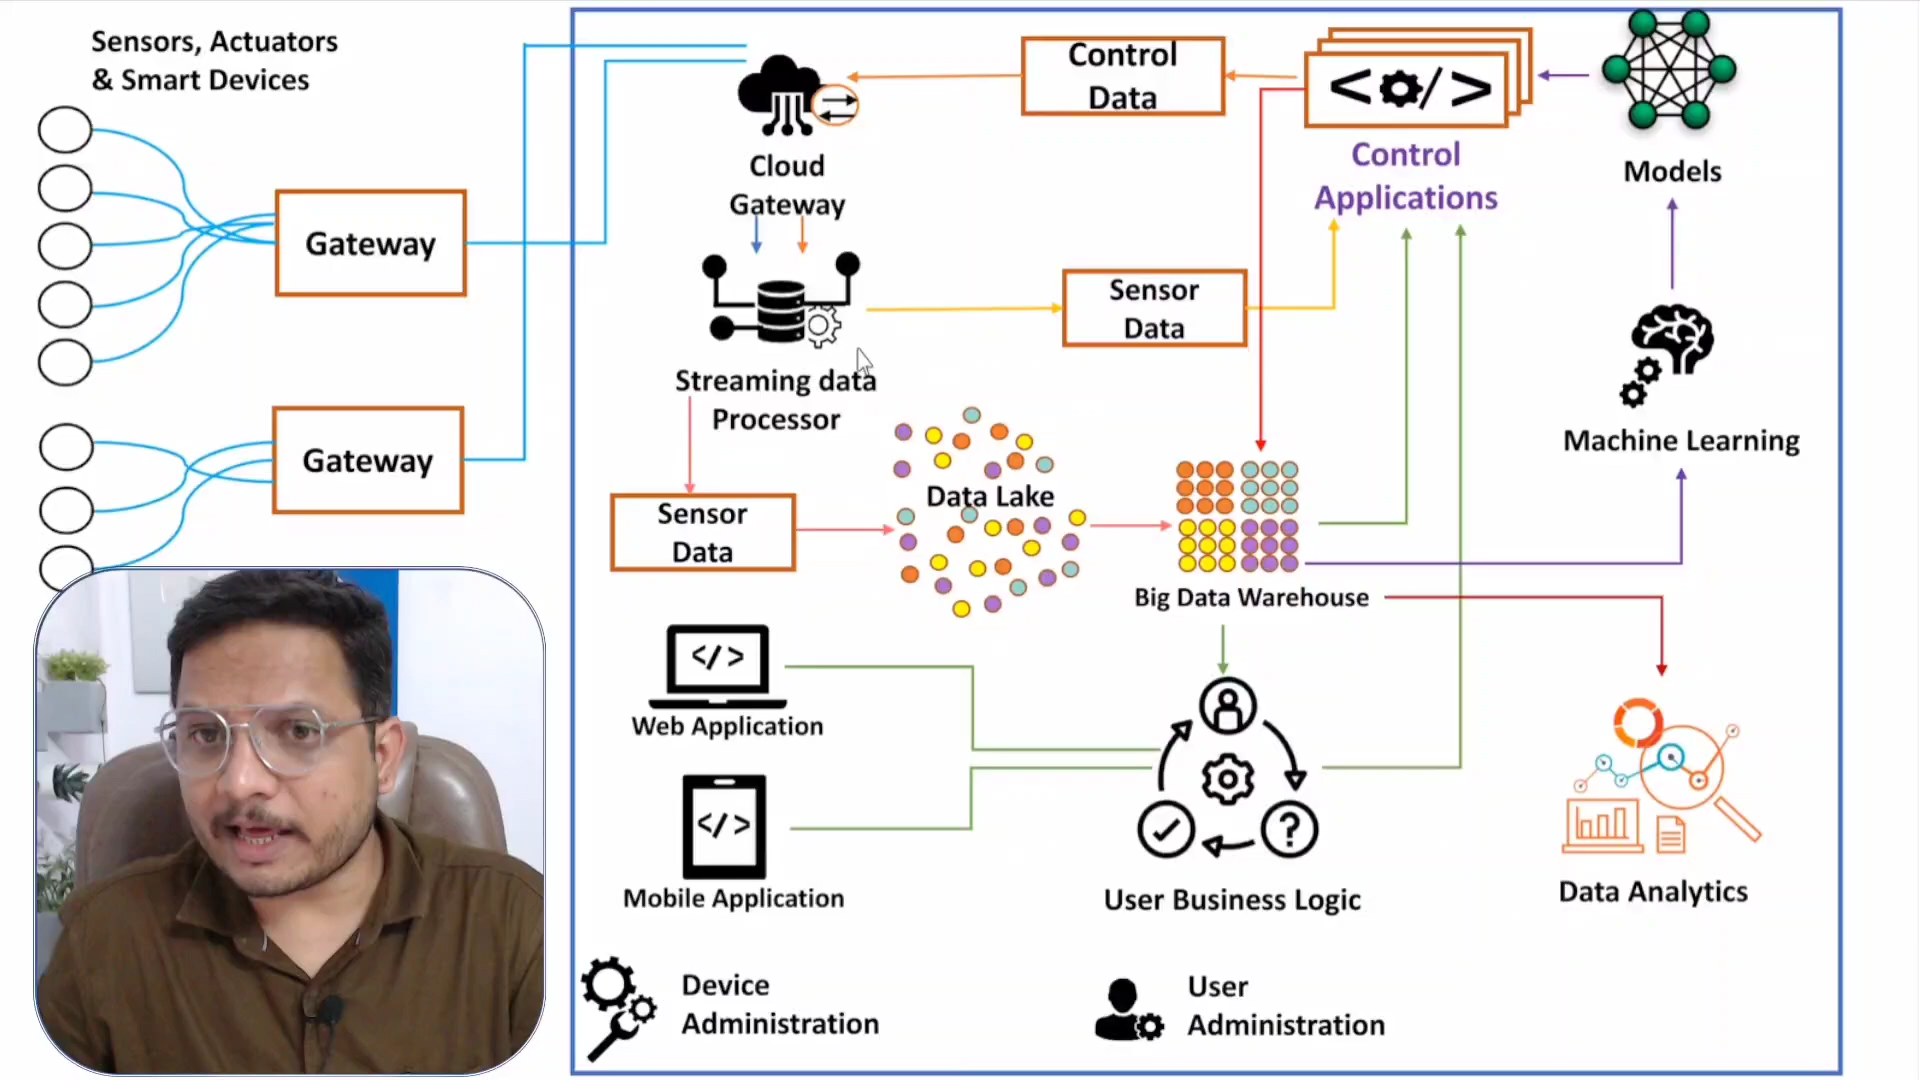 Sensors, Actuators
& Smart Devices
Gateway
Gateway
Cloud
Gateway
Control
Data
< /> 
Control
Applications
Models
Streaming data
Processor
Sensor
Data
Machine Learning
Sensor
Data
Data Lake
Big Data Warehouse
</>
Web Application
</>
Mobile Application
?
User Business Logic
Data Analytics
Device
Administration
User
Administration